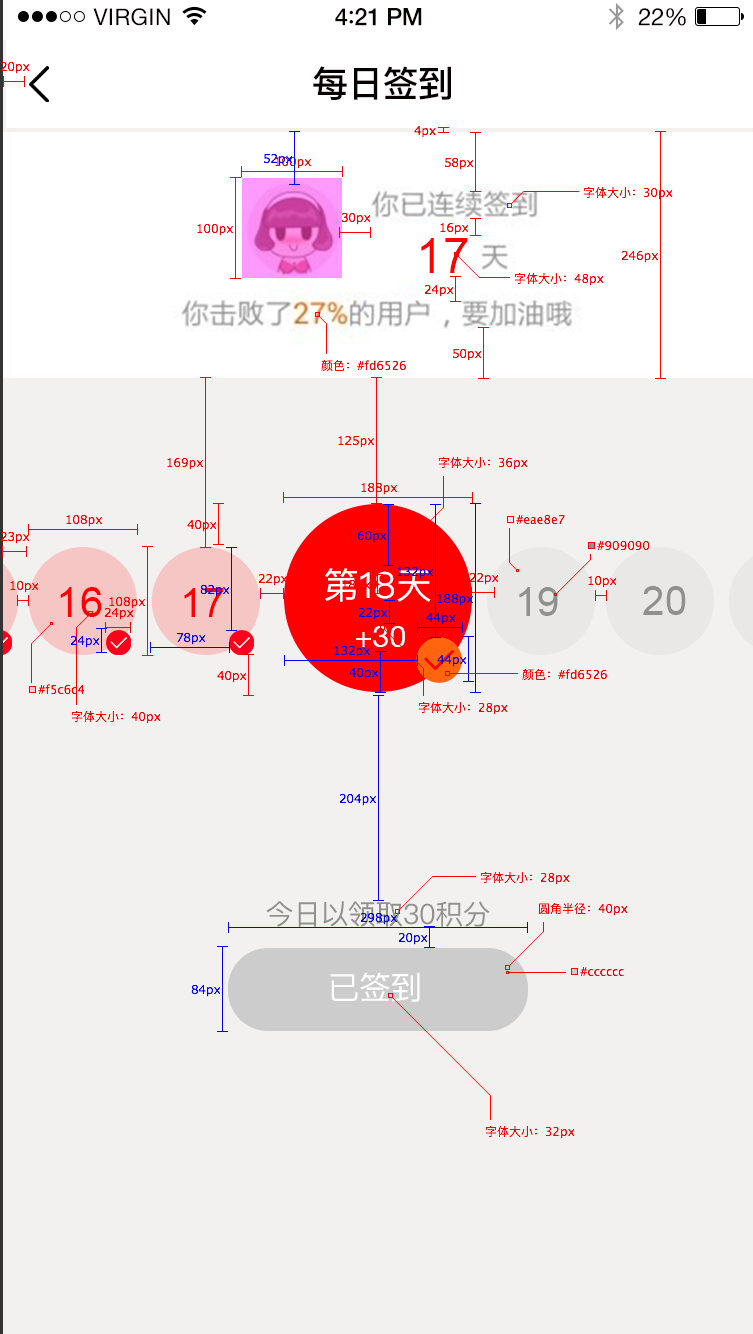 VIRGIN 4:21 PM 22%
20px
每日签到
4px
52px
58px
字体大小：30px
100px
你已连续签到
30px
16px
246px
17 天
字体大小：48px
24px
你击败了27%的用户，要加油哦
50px
颜色：#fd6526
125px
169px
字体大小：36px
188px
40px
108px
#eae8e7
23px
60px
#909090
132px
10px
82px
22px
第18天
22px
10px
16
108px
17
188px
19
20
24px
22px
44px
24px
78px
+30
132px
44px
40px
40px
颜色：#fd6526
#f5c6c4
字体大小：40px
字体大小：28px
204px
字体大小：28px
今日以领取30积分
圆角半径：40px
298px
20px
#cccccc
84px
已签到
字体大小：32px